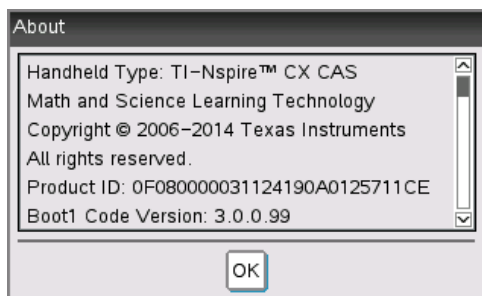 About
Handheld Type: TI-Nspire™ CX CAS
Math and Science Learning Technology
Copyright © 2006-2014 Texas Instruments
All rights reserved.
Product ID: 0F080000031124190A0125711CE
Boot1 Code Version: 3.0.0.99
OK